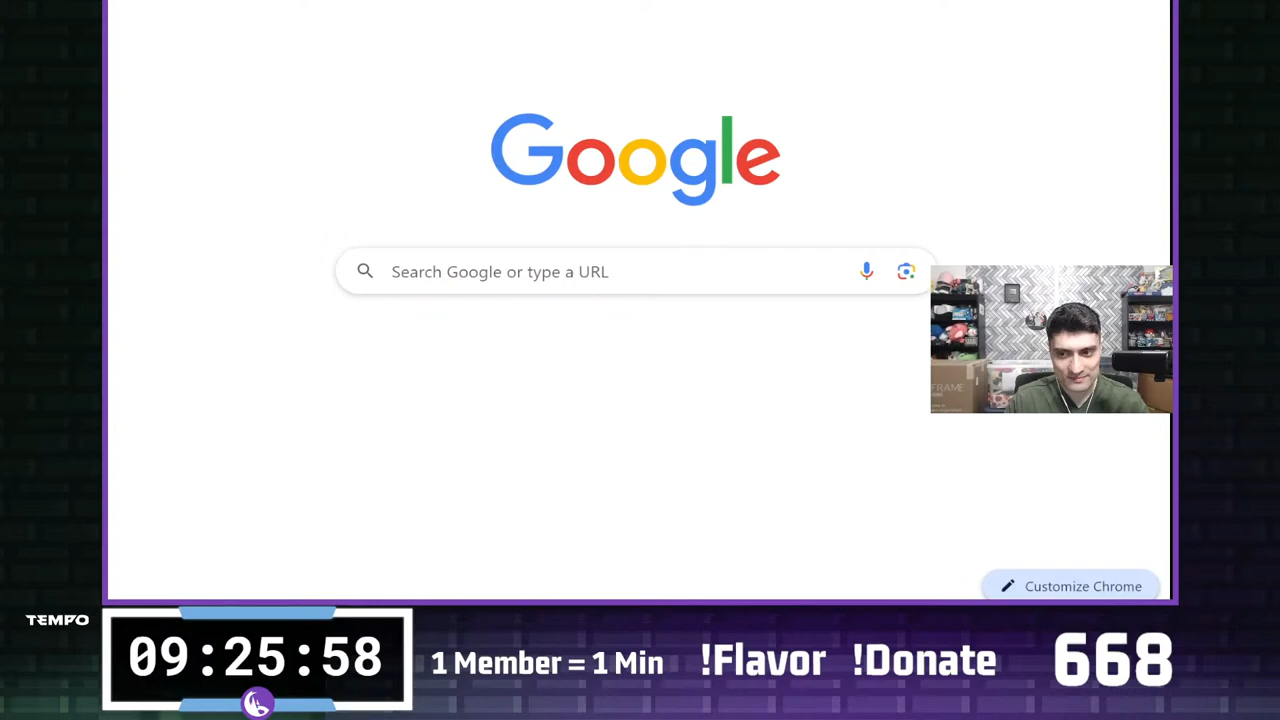 Google
Search Google or type a URL
FRAME
Customize Chrome
TEMPO
09:25:58
1 Member = 1 Min
!Flavor !Donate
668